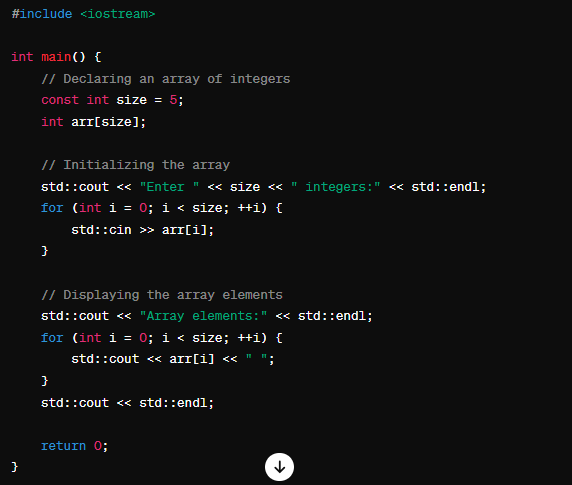 #include <iostream>
int main() {
    // Declaring an array of integers
    const int size = 5;
    int arr[size];
    // Initializing the array
    std::cout << "Enter " << size << " integers:" << std::endl;
    for (int i = 0; i < size; ++i) {
        std::cin >> arr[i];
    }
    // Displaying the array elements
    std::cout << "Array elements:" << std::endl;
    for (int i = 0; i < size; ++i) {
        std::cout << arr[i] << " ";
    }
    std::cout << std::endl;
    return 0;
}